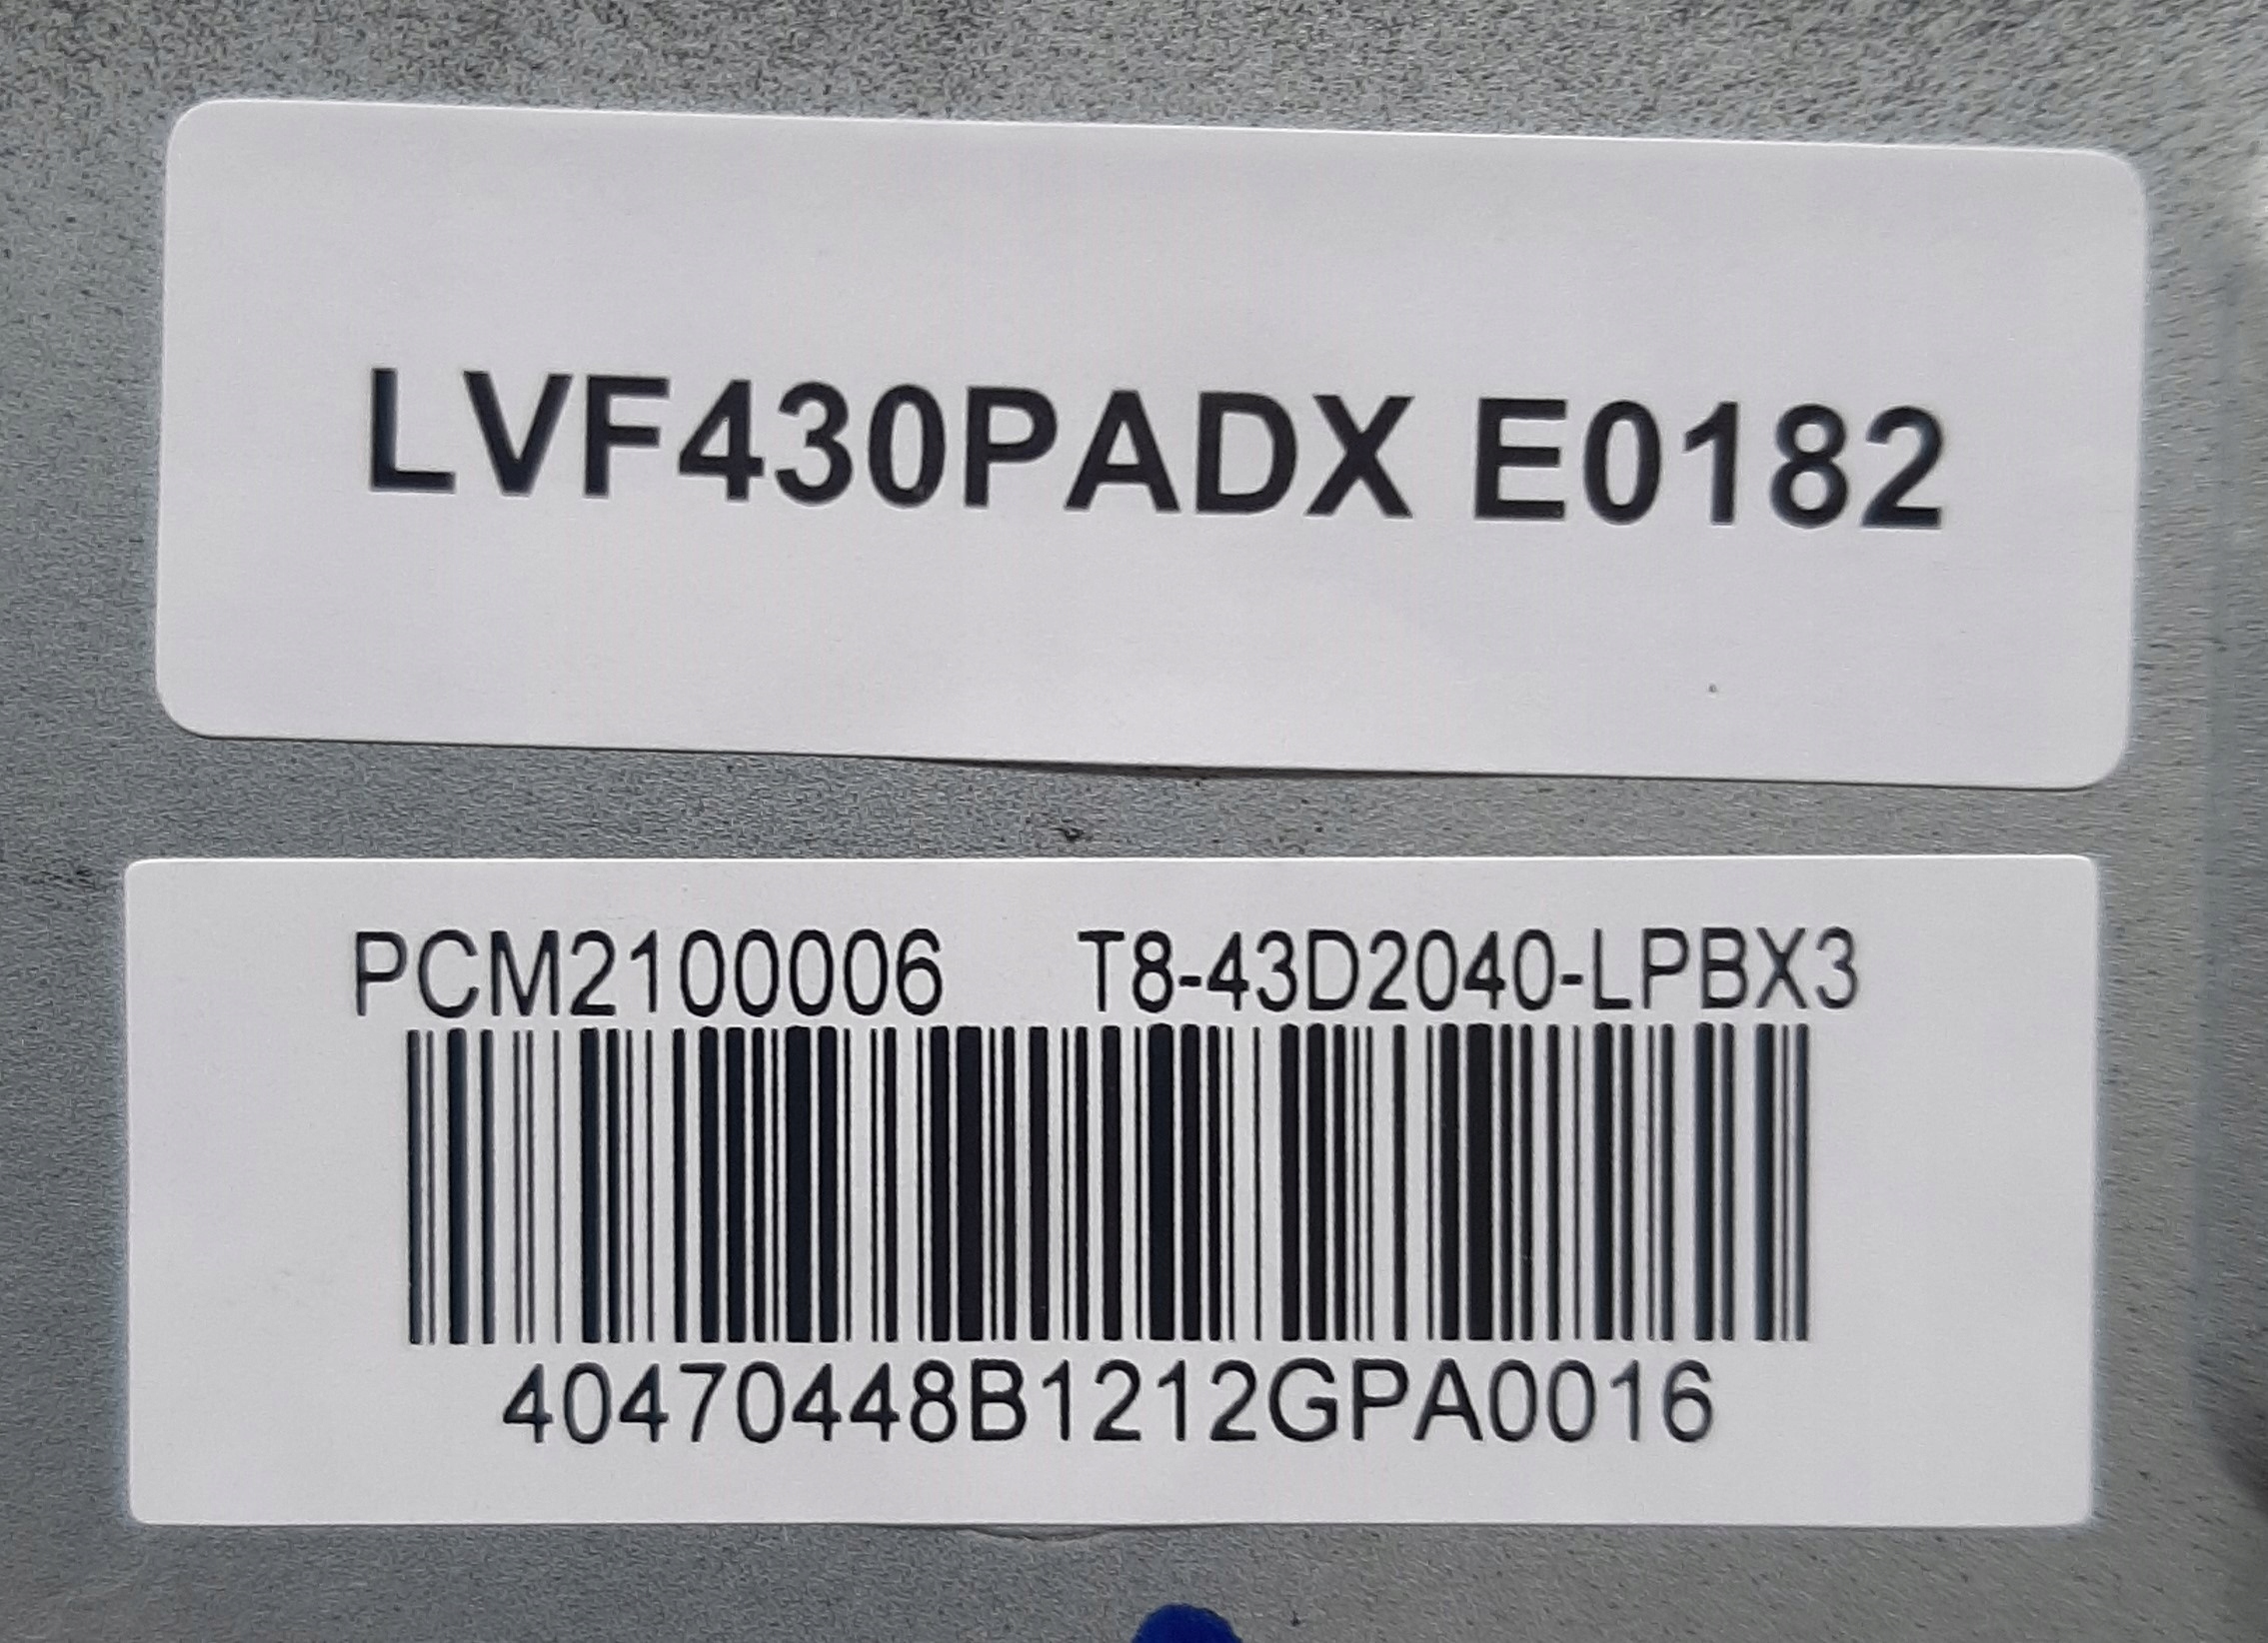 LVF430PADX E0182
PCM2100006 T8-43D2040-LPBX3
40470448B1212GPA0016